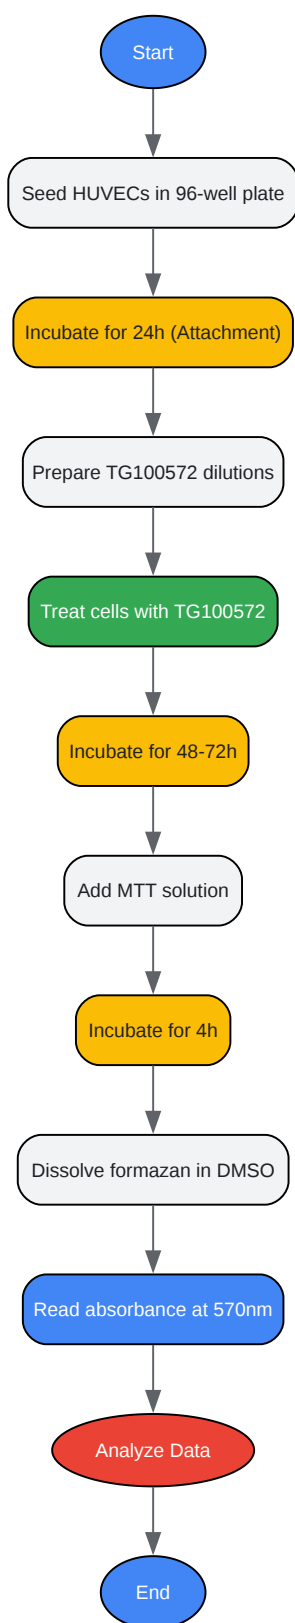 Start
Seed HUVECs in 96-well plate
Incubate for 24h (Attachment)
Prepare TG100572 dilutions
Treat cells with TG100572
Incubate for 48-72h
Add MTT solution
Incubate for 4h
Dissolve formazan in DMSO
Read absorbance at 570nm
Analyze Data
End